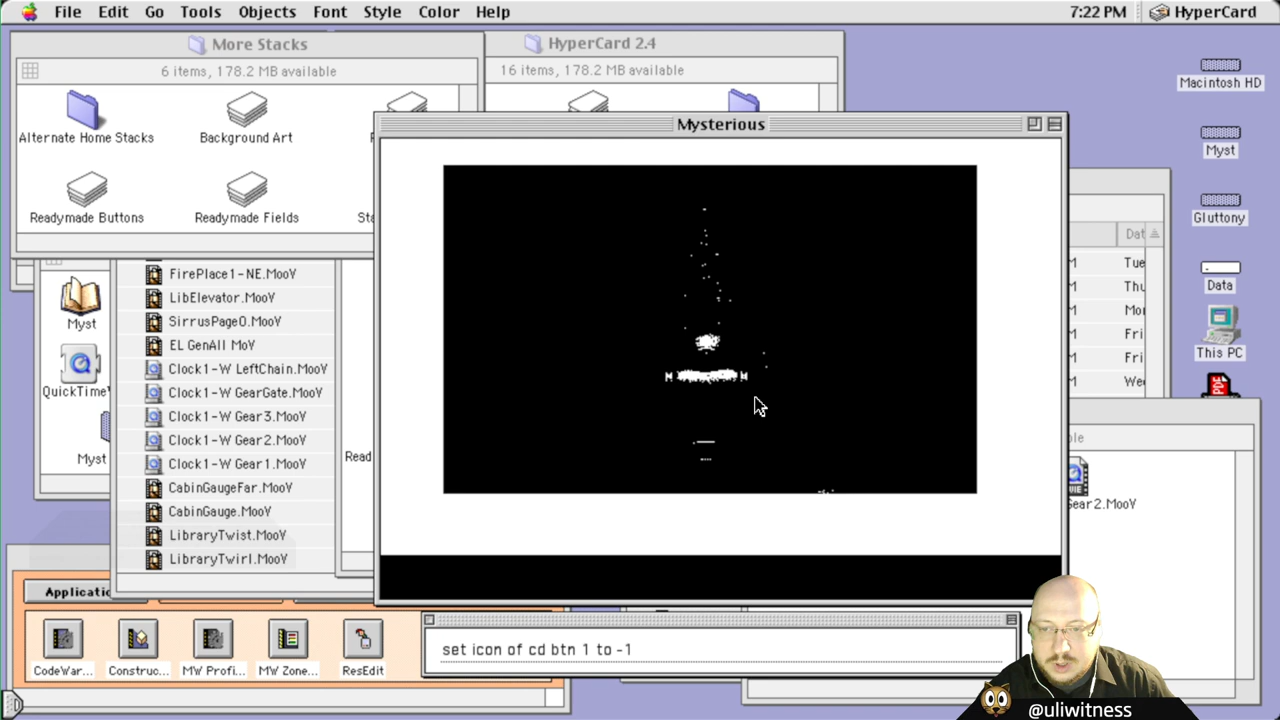 File Edit Go Tools Objects Font Style Color Help
7:22 PM
HyperCard
More Stacks
6 items, 178.2 MB available
Alternate Home Stacks
Background Art
Readymade Buttons
Readymade Fields
HyperCard 2.4
16 items, 178.2 MB available
Mysterious
Macintosh HD
Myst
Gluttony
Data
This PC
Dat
Tue
Thu
Fri
Fri
Myst
QuickTime
Myst
FirePlace1-NE.MooV
LibElevator.MooV
SirrusPage0.MooV
EL GenAll MoV
Clock1-W LeftChain.MooV
Clock1-W GearGate.MooV
Clock1-W Gear3.MooV
Clock1-W Gear2.MooV
Clock1-W Gear1.MooV
CabinGaugeFar.MooV
CabinGauge.MooV
LibraryTwist.MooV
LibraryTwirl.MooV
Read
Gear2.MooV
CodeWar...
Construc...
MW Profi...
MW Zone...
ResEdit
set icon of cd btn 1 to -1
@uliwitness